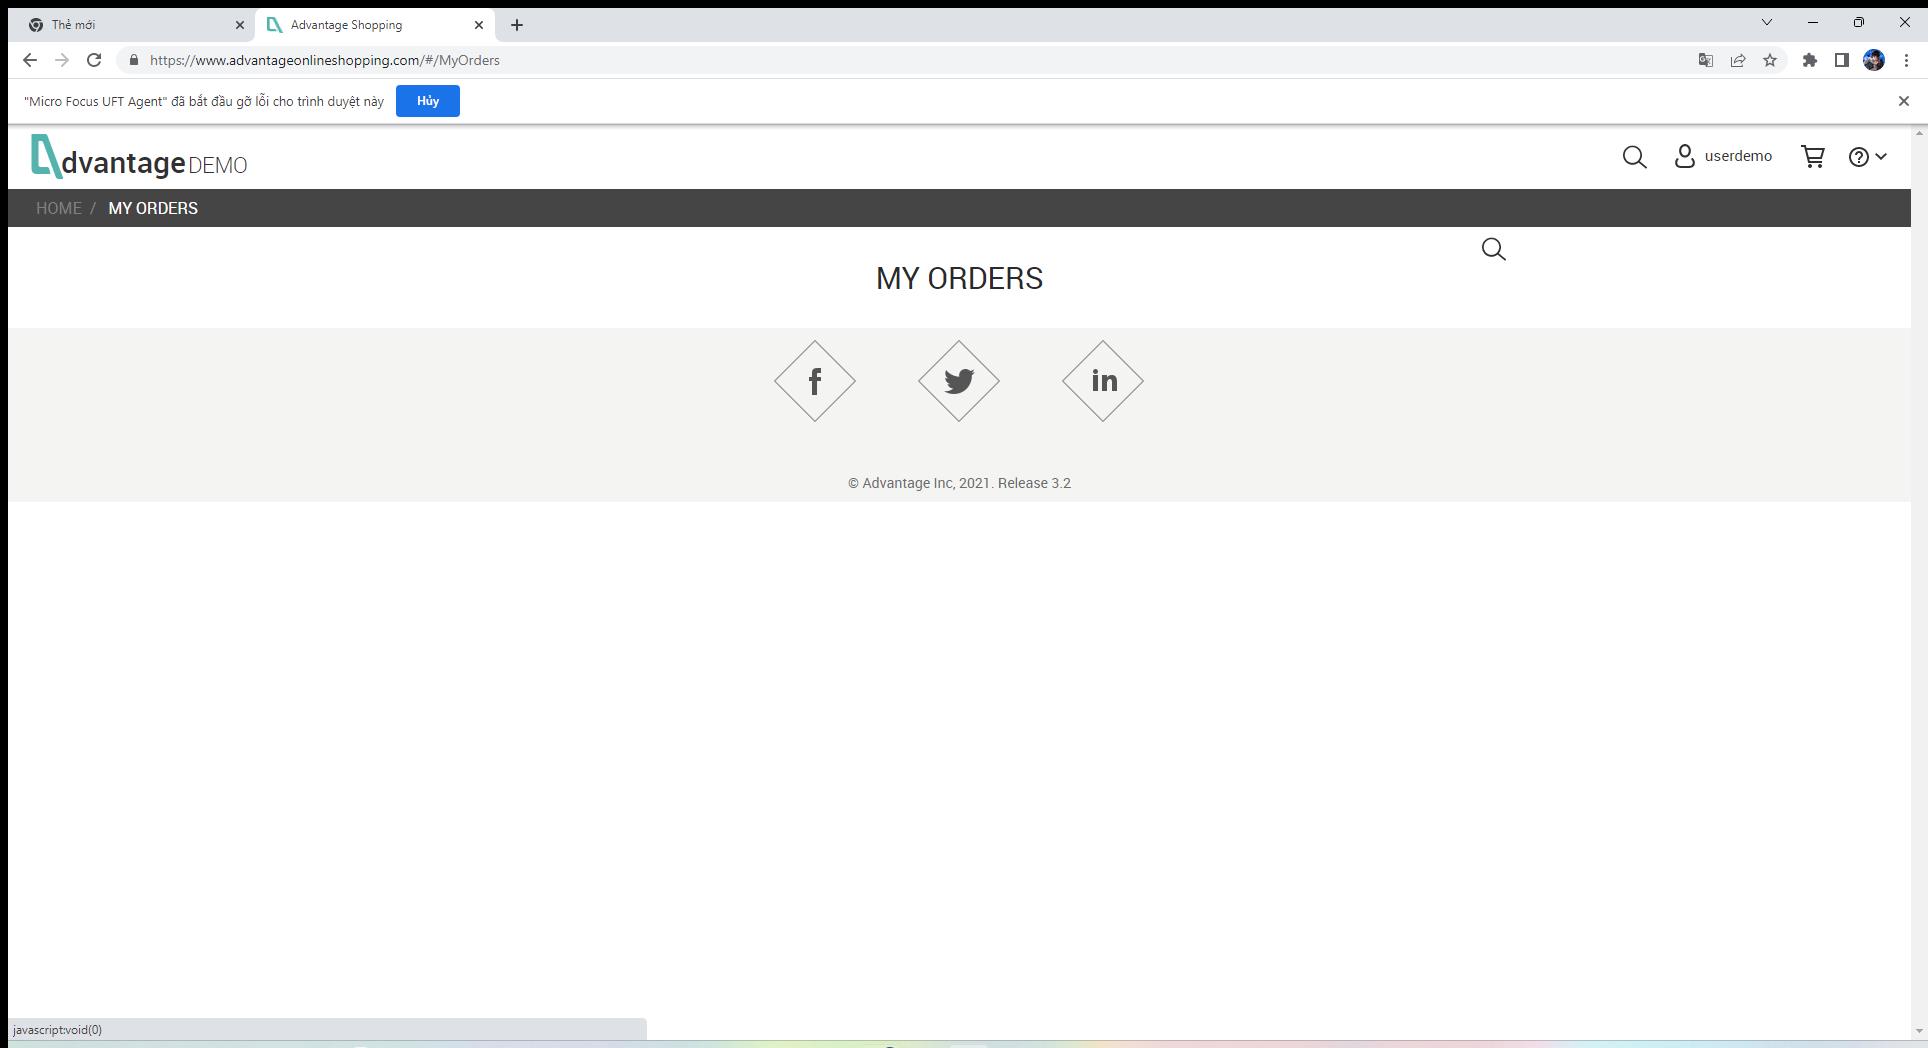 Thẻ mới
Advantage Shopping
https://www.advantageonlineshopping.com/#/MyOrders
"Micro Focus UFT Agent" đã bắt đầu gỡ lỗi cho trình duyệt này
Hủy
dvantage DEMO
userdemo
HOME / MY ORDERS
MY ORDERS
f
in
© Advantage Inc, 2021. Release 3.2
javascript:void(0)